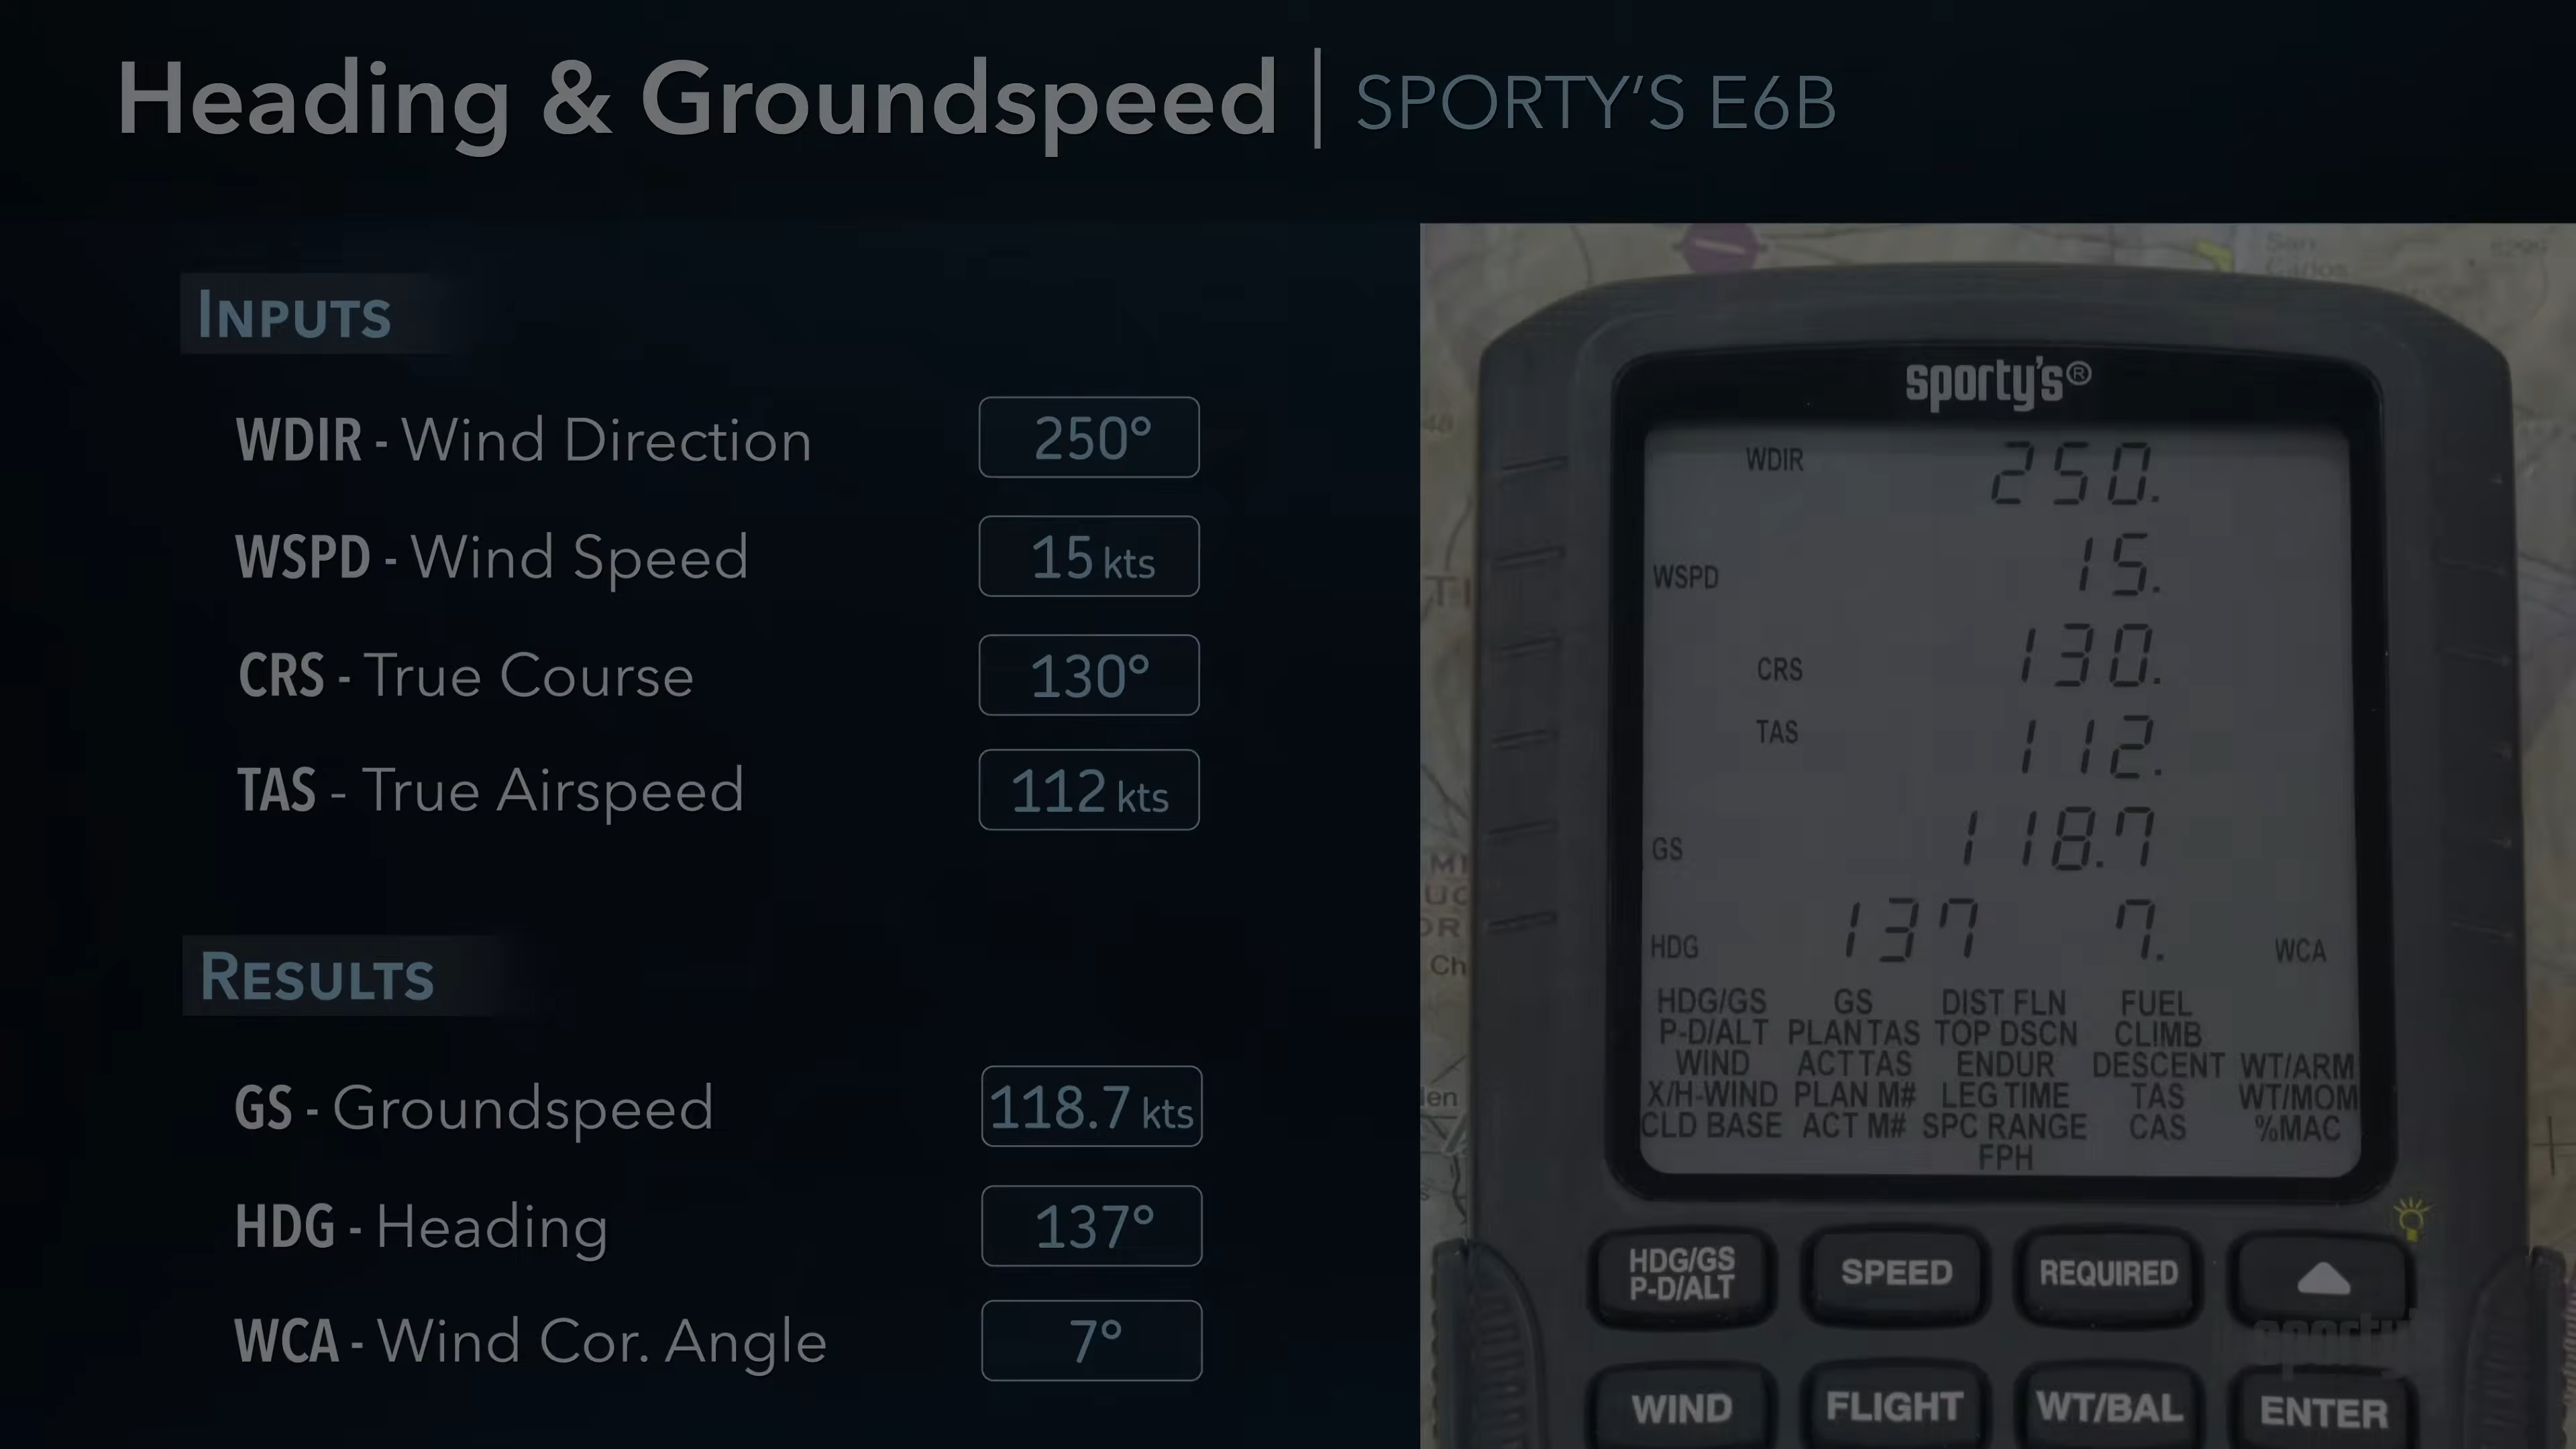 Heading & Groundspeed | SPORTY'S E6B
INPUTS
WDIR - Wind Direction 250°
WSPD - Wind Speed 15 kts
CRS - True Course 130°
TAS - True Airspeed 112 kts
RESULTS
GS - Groundspeed 118.7 kts
HDG - Heading 137°
WCA - Wind Cor. Angle 7°
San
Carlos
sporty's®
WDIR 250.
WSPD 15.
CRS 130.
TAS 112.
GS 118.7
HDG 137 7. WCA
HDG/GS GS DIST FLN FUEL
P-D/ALT PLAN TAS TOP DSCN CLIMB
WIND ACT TAS ENDUR DESCENT WT/ARM
X/H-WIND PLAN M# LEG TIME TAS WT/MOM
CLD BASE ACT M# SPC RANGE CAS %MAC
FPH
HDG/GS P-D/ALT SPEED REQUIRED
sporty's
WIND FLIGHT WT/BAL ENTER